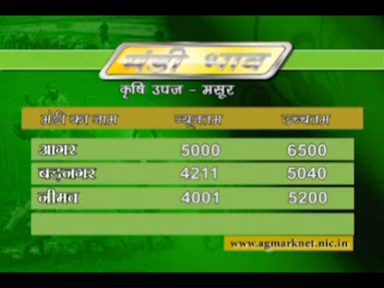 मंडी भाव
कृषि उपज - मसूर
मंडी का नाम न्यूनतम उच्चतम
आगर 5000 6500
बड़नगर 4211 5040
नीमच 4001 5200
www.agmarknet.nic.in